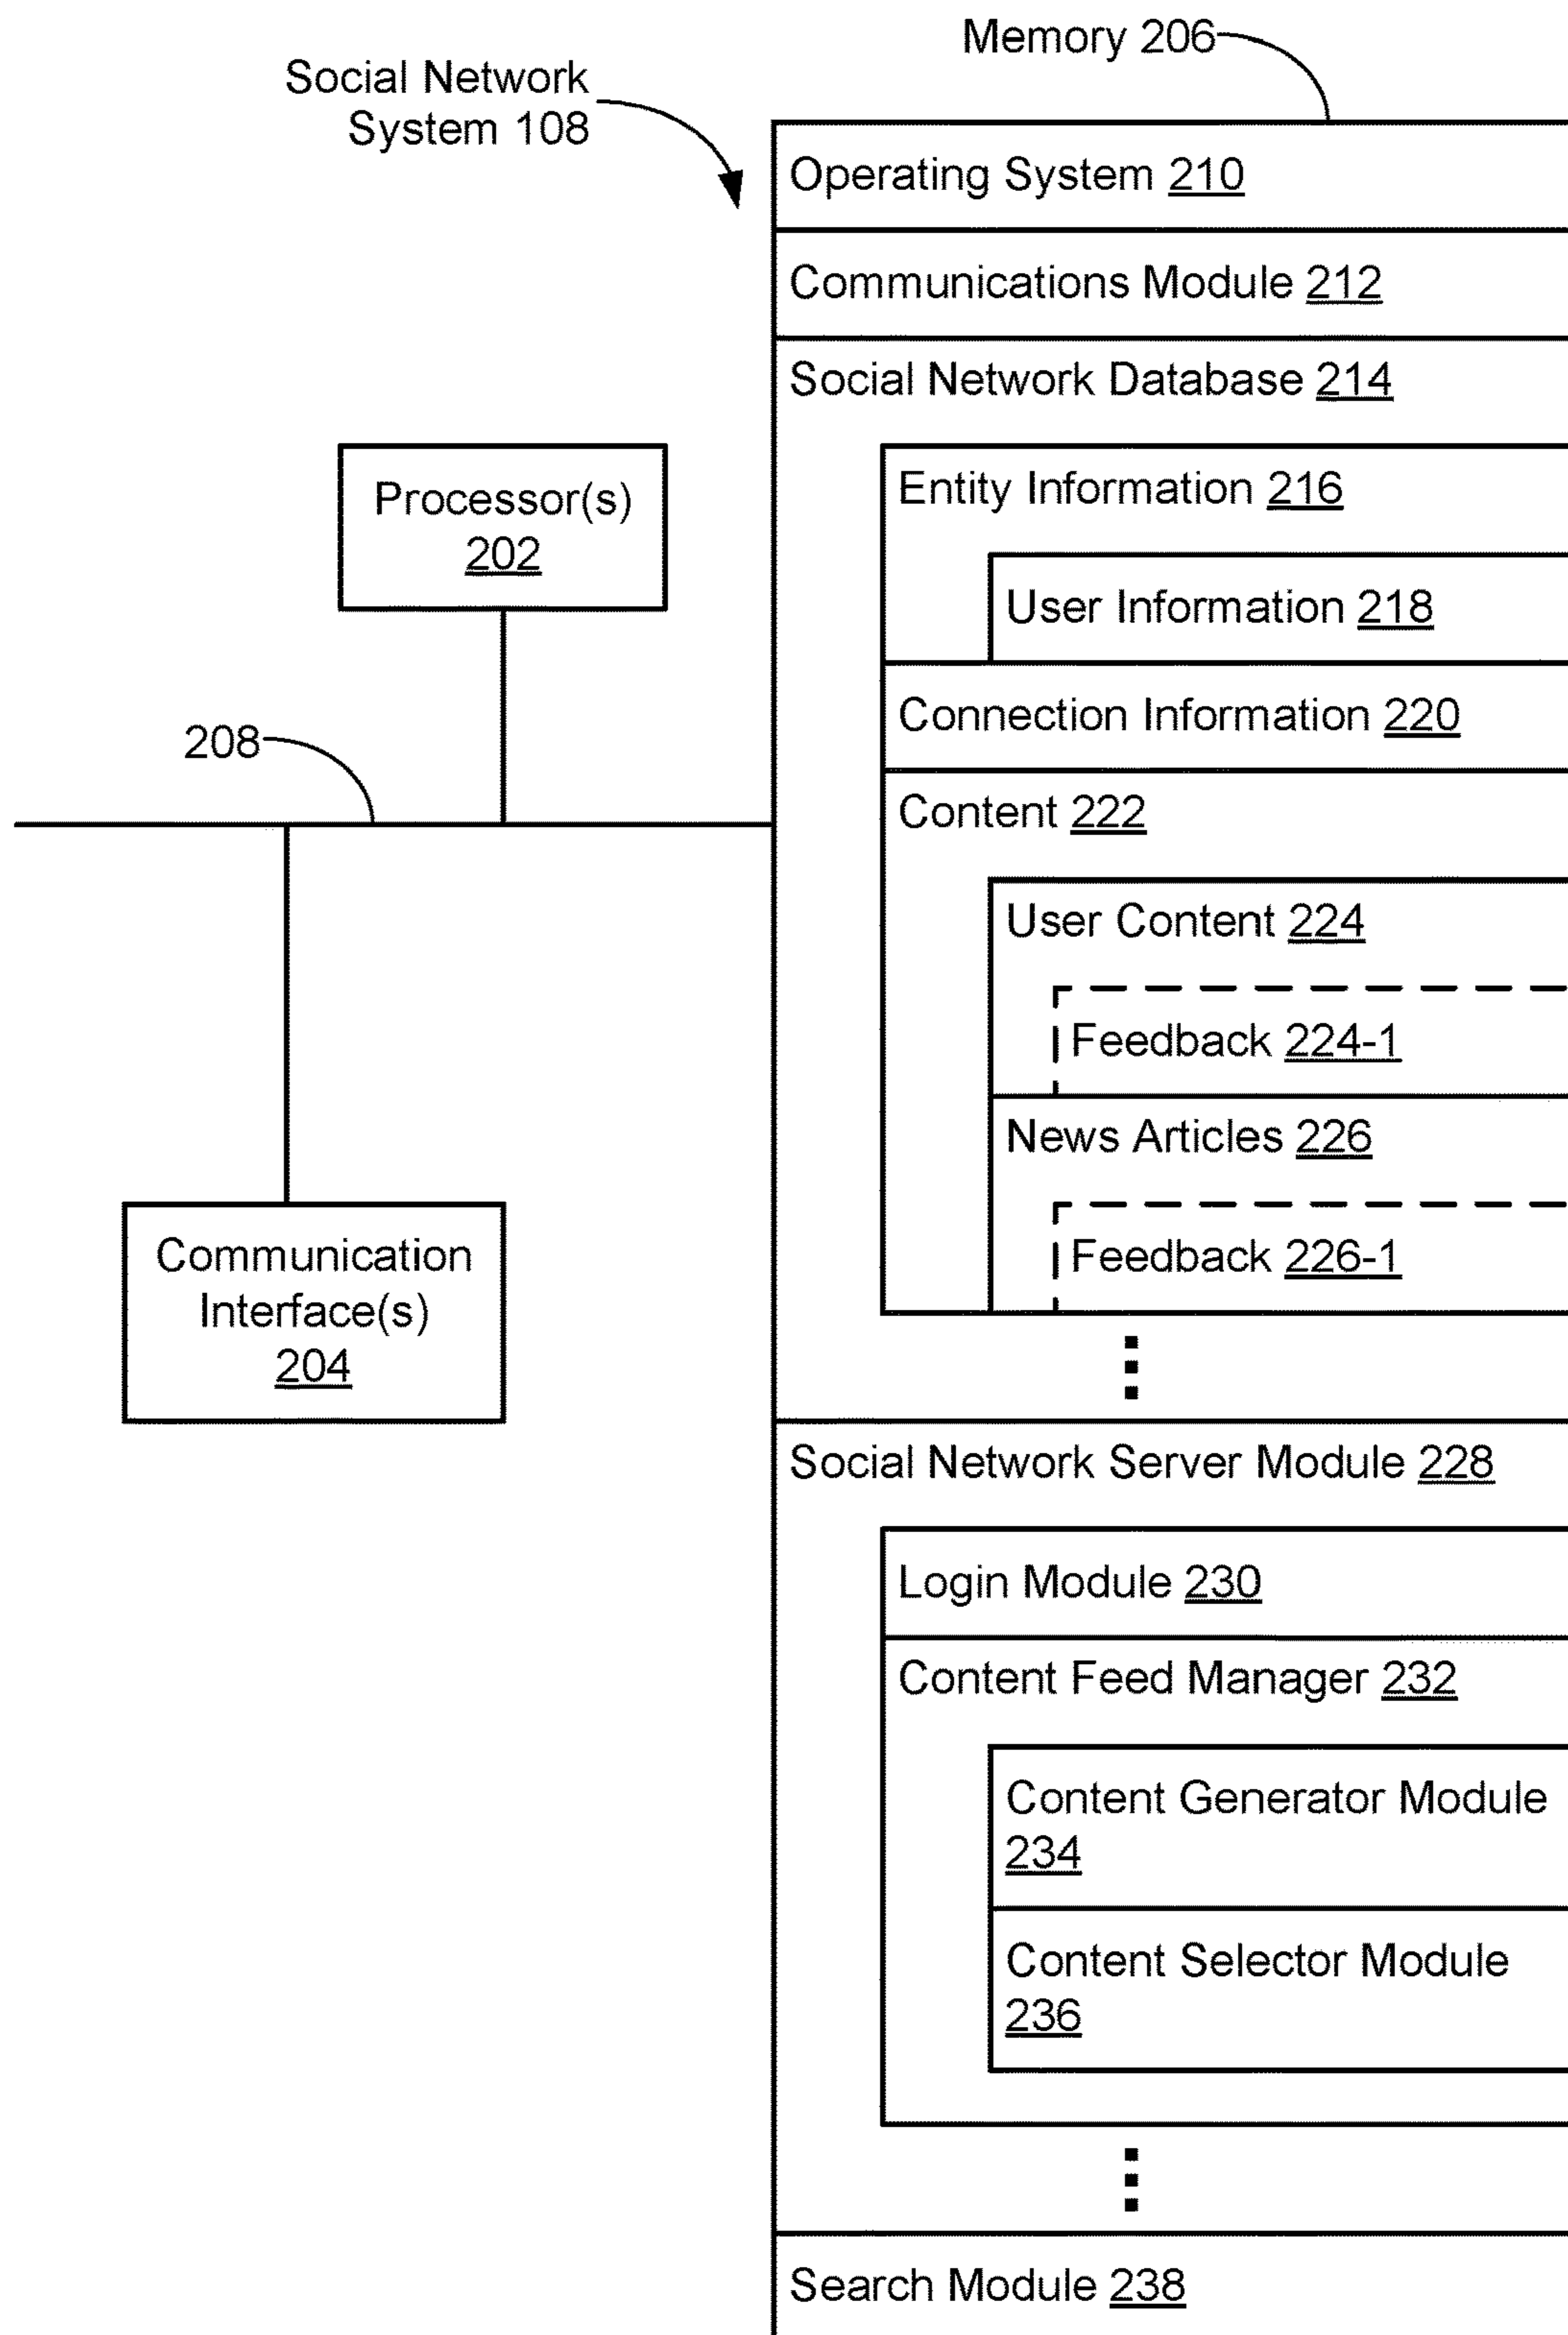 Memory 206
Social Network
System 108
Operating System 210
Communications Module 212
Social Network Database 214
Processor(s)
202
Entity Information 216
User Information 218
208
Connection Information 220
Content 222
User Content 224
Feedback 224-1
News Articles 226
Communication
Interface(s)
204
Feedback 226-1
Social Network Server Module 228
Login Module 230
Content Feed Manager 232
Content Generator Module
234
Content Selector Module
236
Search Module 238